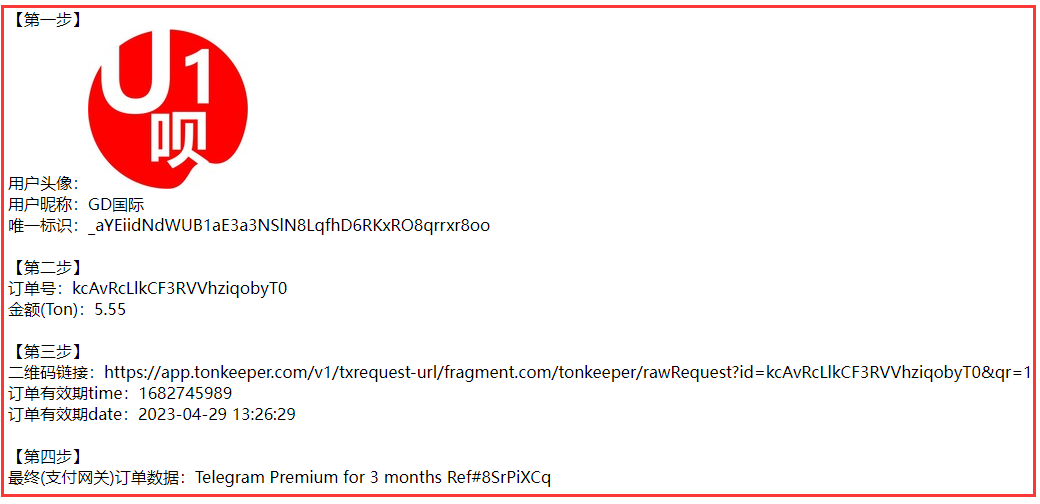 【第一步】
U1
呗
用户头像：
用户昵称：GD国际
唯一标识：_aYEiidNdWUB1aE3a3NSlN8LqfhD6RKxRO8qrrxr8oo
【第二步】
订单号：kcAvRcLlkCF3RVVhziqobyT0
金额(Ton)：5.55
【第三步】
二维码链接：https://app.tonkeeper.com/v1/txrequest-url/fragment.com/tonkeeper/rawRequest?id=kcAvRcLlkCF3RVVhziqobyT0&qr=1
订单有效期time：1682745989
订单有效期date：2023-04-29 13:26:29
【第四步】
最终(支付网关)订单数据：Telegram Premium for 3 months Ref#8SrPiXCq